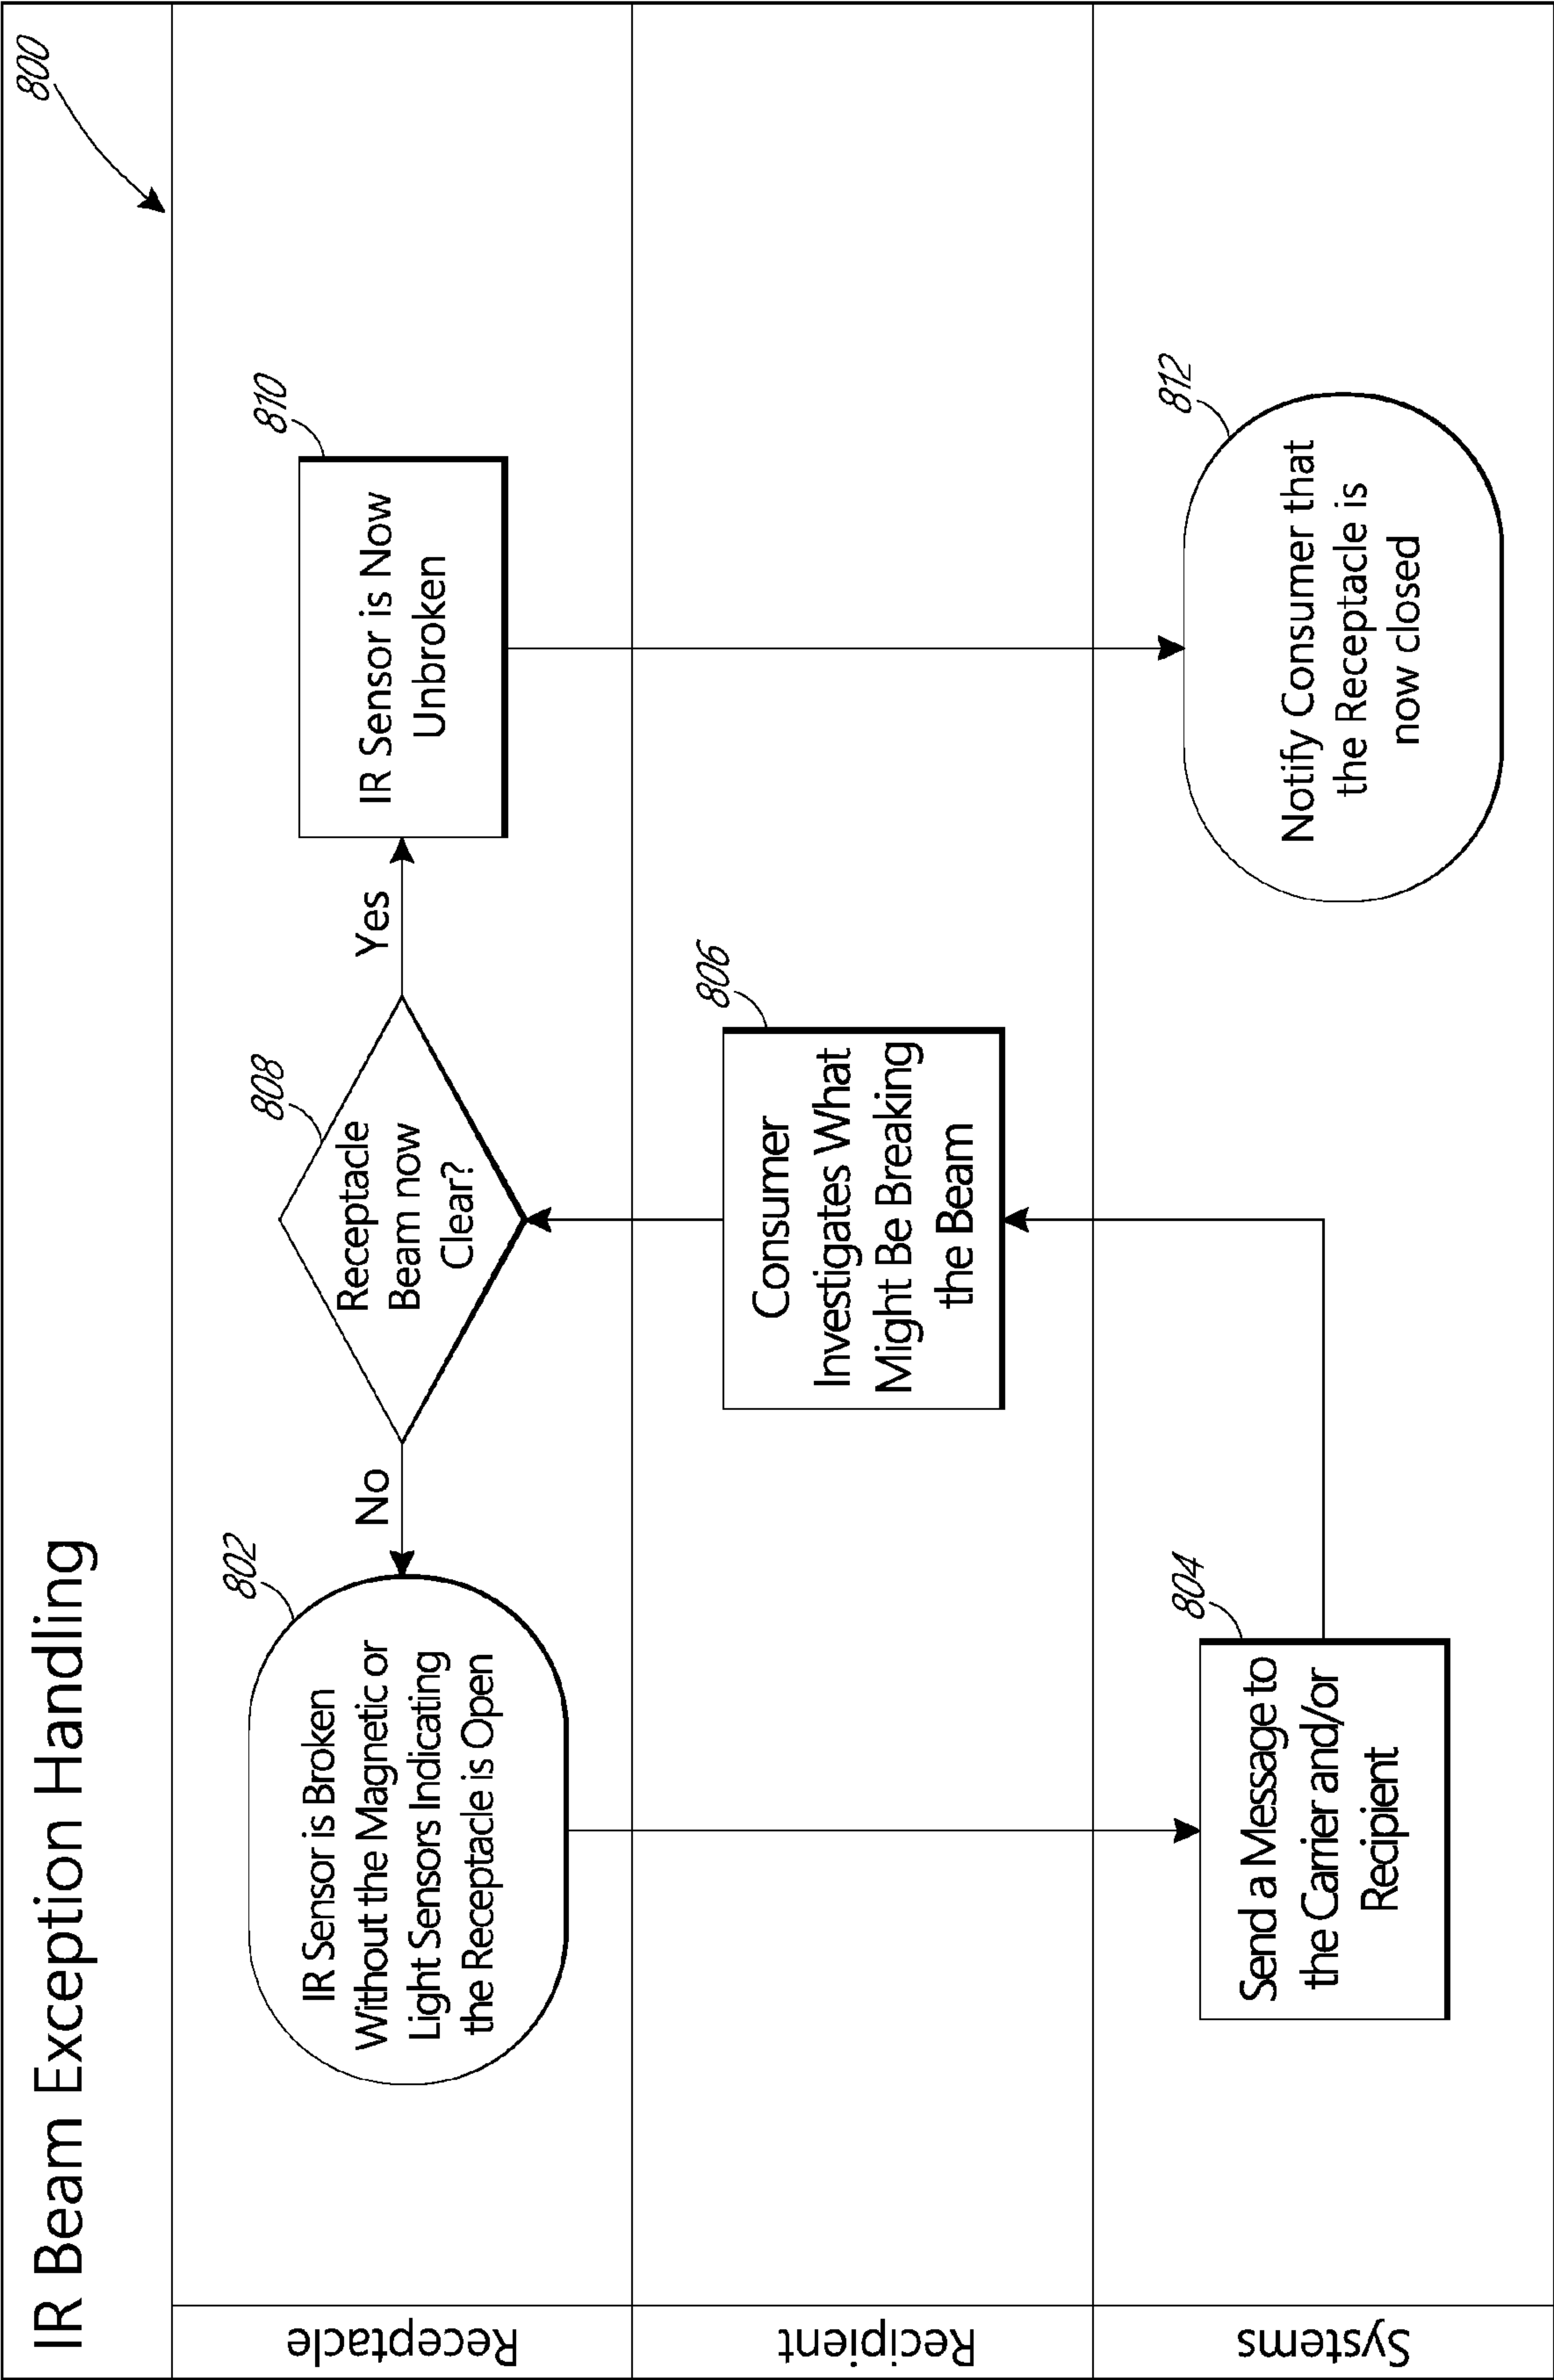 IR Beam Exception Handling
800
Receptacle
802
IR Sensor is Broken
Without the Magnetic or
Light Sensors Indicating
the Receptacle is Open
No
808
Receptacle
Beam now
Clear?
Yes
810
IR Sensor is Now
Unbroken
Recipient
806
Consumer
Investigates What
Might Be Breaking
the Beam
Systems
804
Send a Message to
the Carrier and/or
Recipient
812
Notify Consumer that
the Receptacle is
now closed